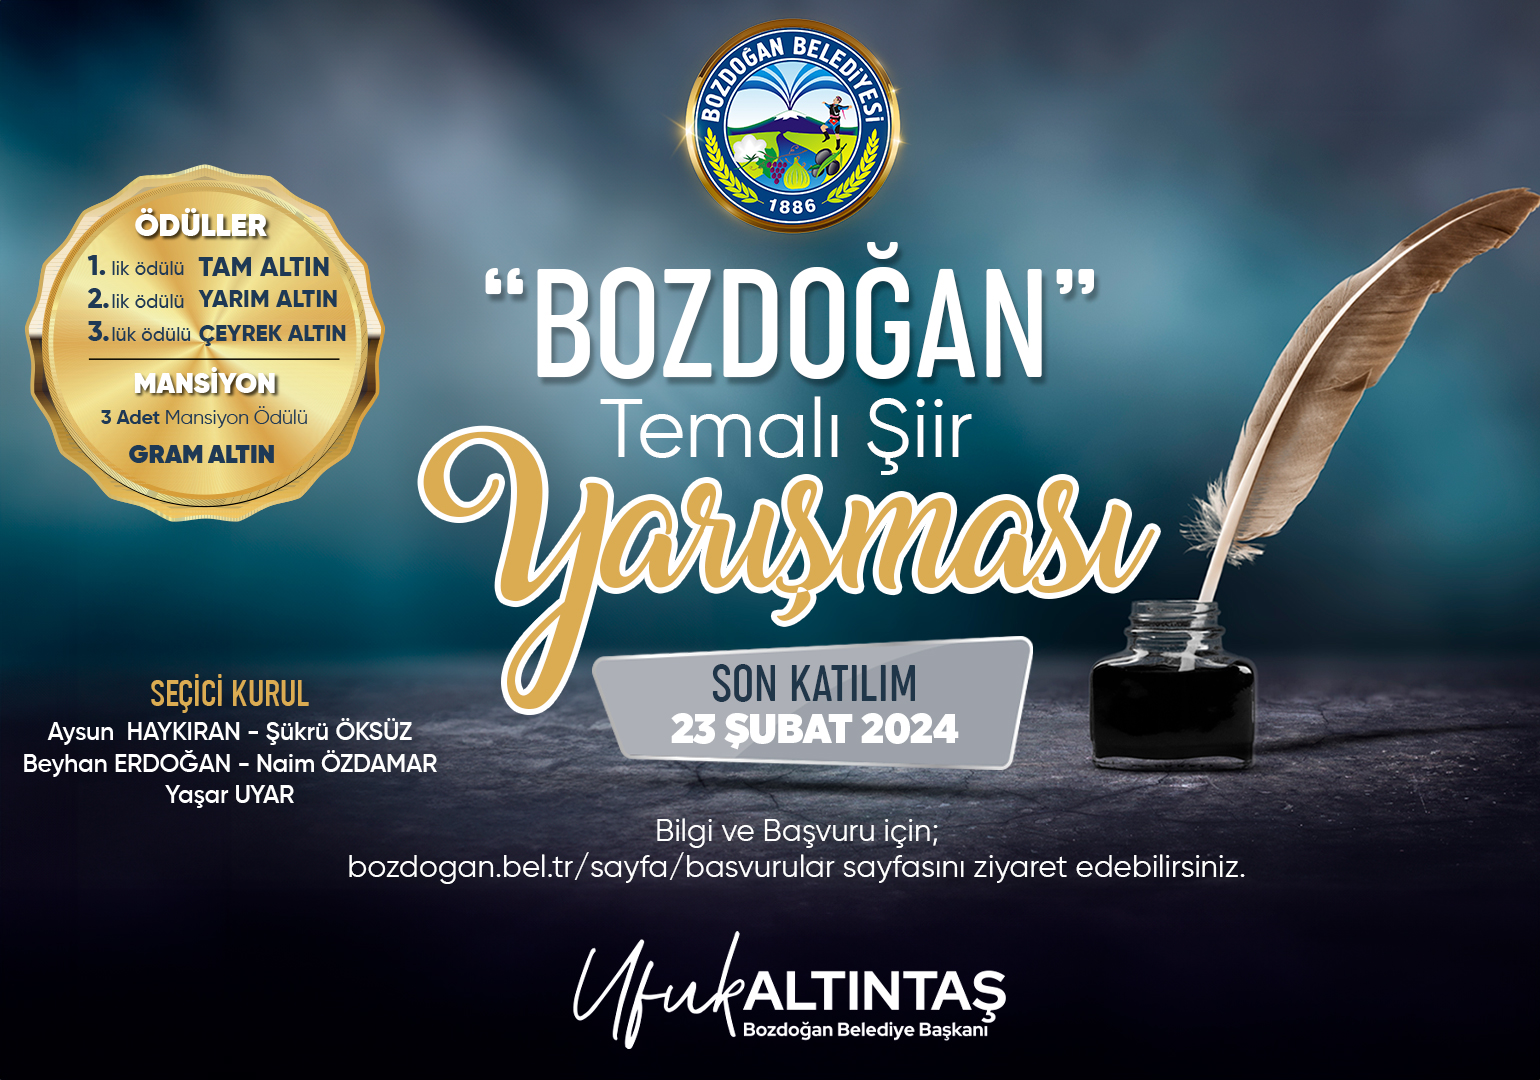 BOZDOĞAN BELEDİYESİ
1886
ÖDÜLLER
1. lik ödülü TAM ALTIN
2. lik ödülü YARIM ALTIN
3. lük ödülü ÇEYREK ALTIN
MANSİYON
3 Adet Mansiyon Ödülü
GRAM ALTIN
“BOZDOĞAN”
Temalı Şiir
Yarışması
SON KATILIM
23 ŞUBAT 2024
SEÇİCİ KURUL
Aysun HAYKIRAN - Şükrü ÖKSÜZ
Beyhan ERDOĞAN - Naim ÖZDAMAR
Yaşar UYAR
Bilgi ve Başvuru için;
bozdogan.bel.tr/sayfa/basvurular sayfasını ziyaret edebilirsiniz.
Ufuk ALTINTAŞ
Bozdoğan Belediye Başkanı